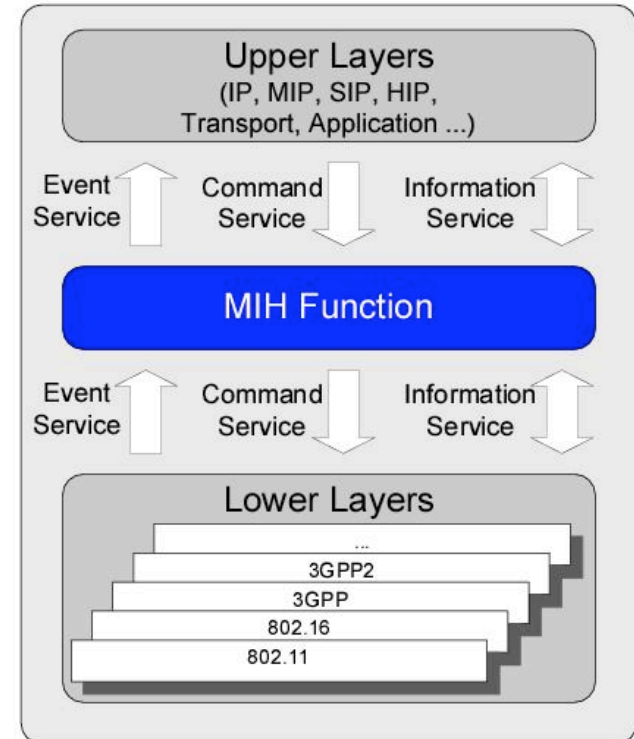 Upper Layers
(IP, MIP, SIP, HIP,
Transport, Application ...)
Event
Service
Command
Service
Information
Service
MIH Function
Event
Service
Command
Service
Information
Service
Lower Layers
...
3GPP2
3GPP
802.16
802.11